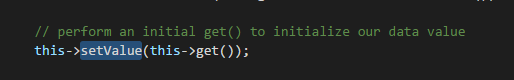 // perform an initial get() to initialize our data value
this->setValue(this->get());